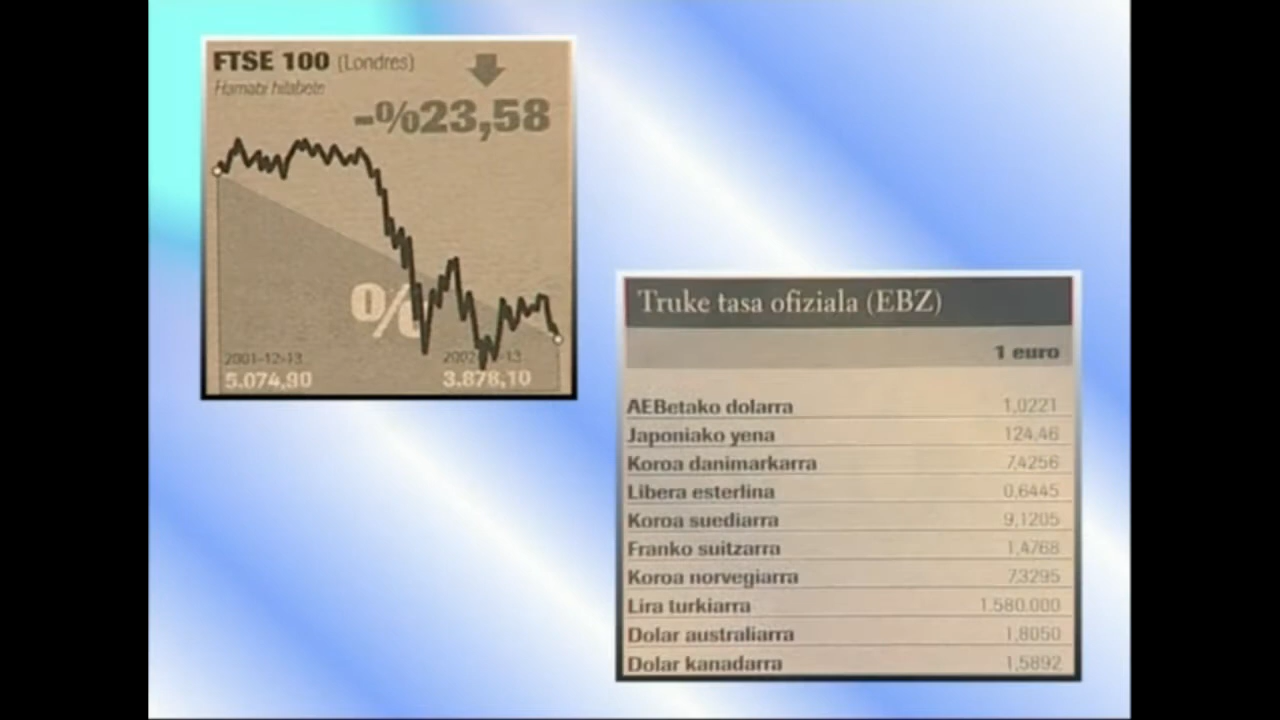 FTSE 100 (Londres)
Hamabi hilabete
-%23,58
%
2001-12-13
5.074,90
3.878,10
Truke tasa ofiziala (EBZ)
1 euro
AEBetako dolarra 1,0221
Japoniako yena 124,46
Koroa danimarkarra 7,4256
Libera esterlina 0,6445
Koroa suediarra 9,1205
Franko suitzarra 1,4768
Koroa norvegiarra 7,3295
Lira turkiarra 1.580.000
Dolar australiarra 1,8050
Dolar kanadarra 1,5892